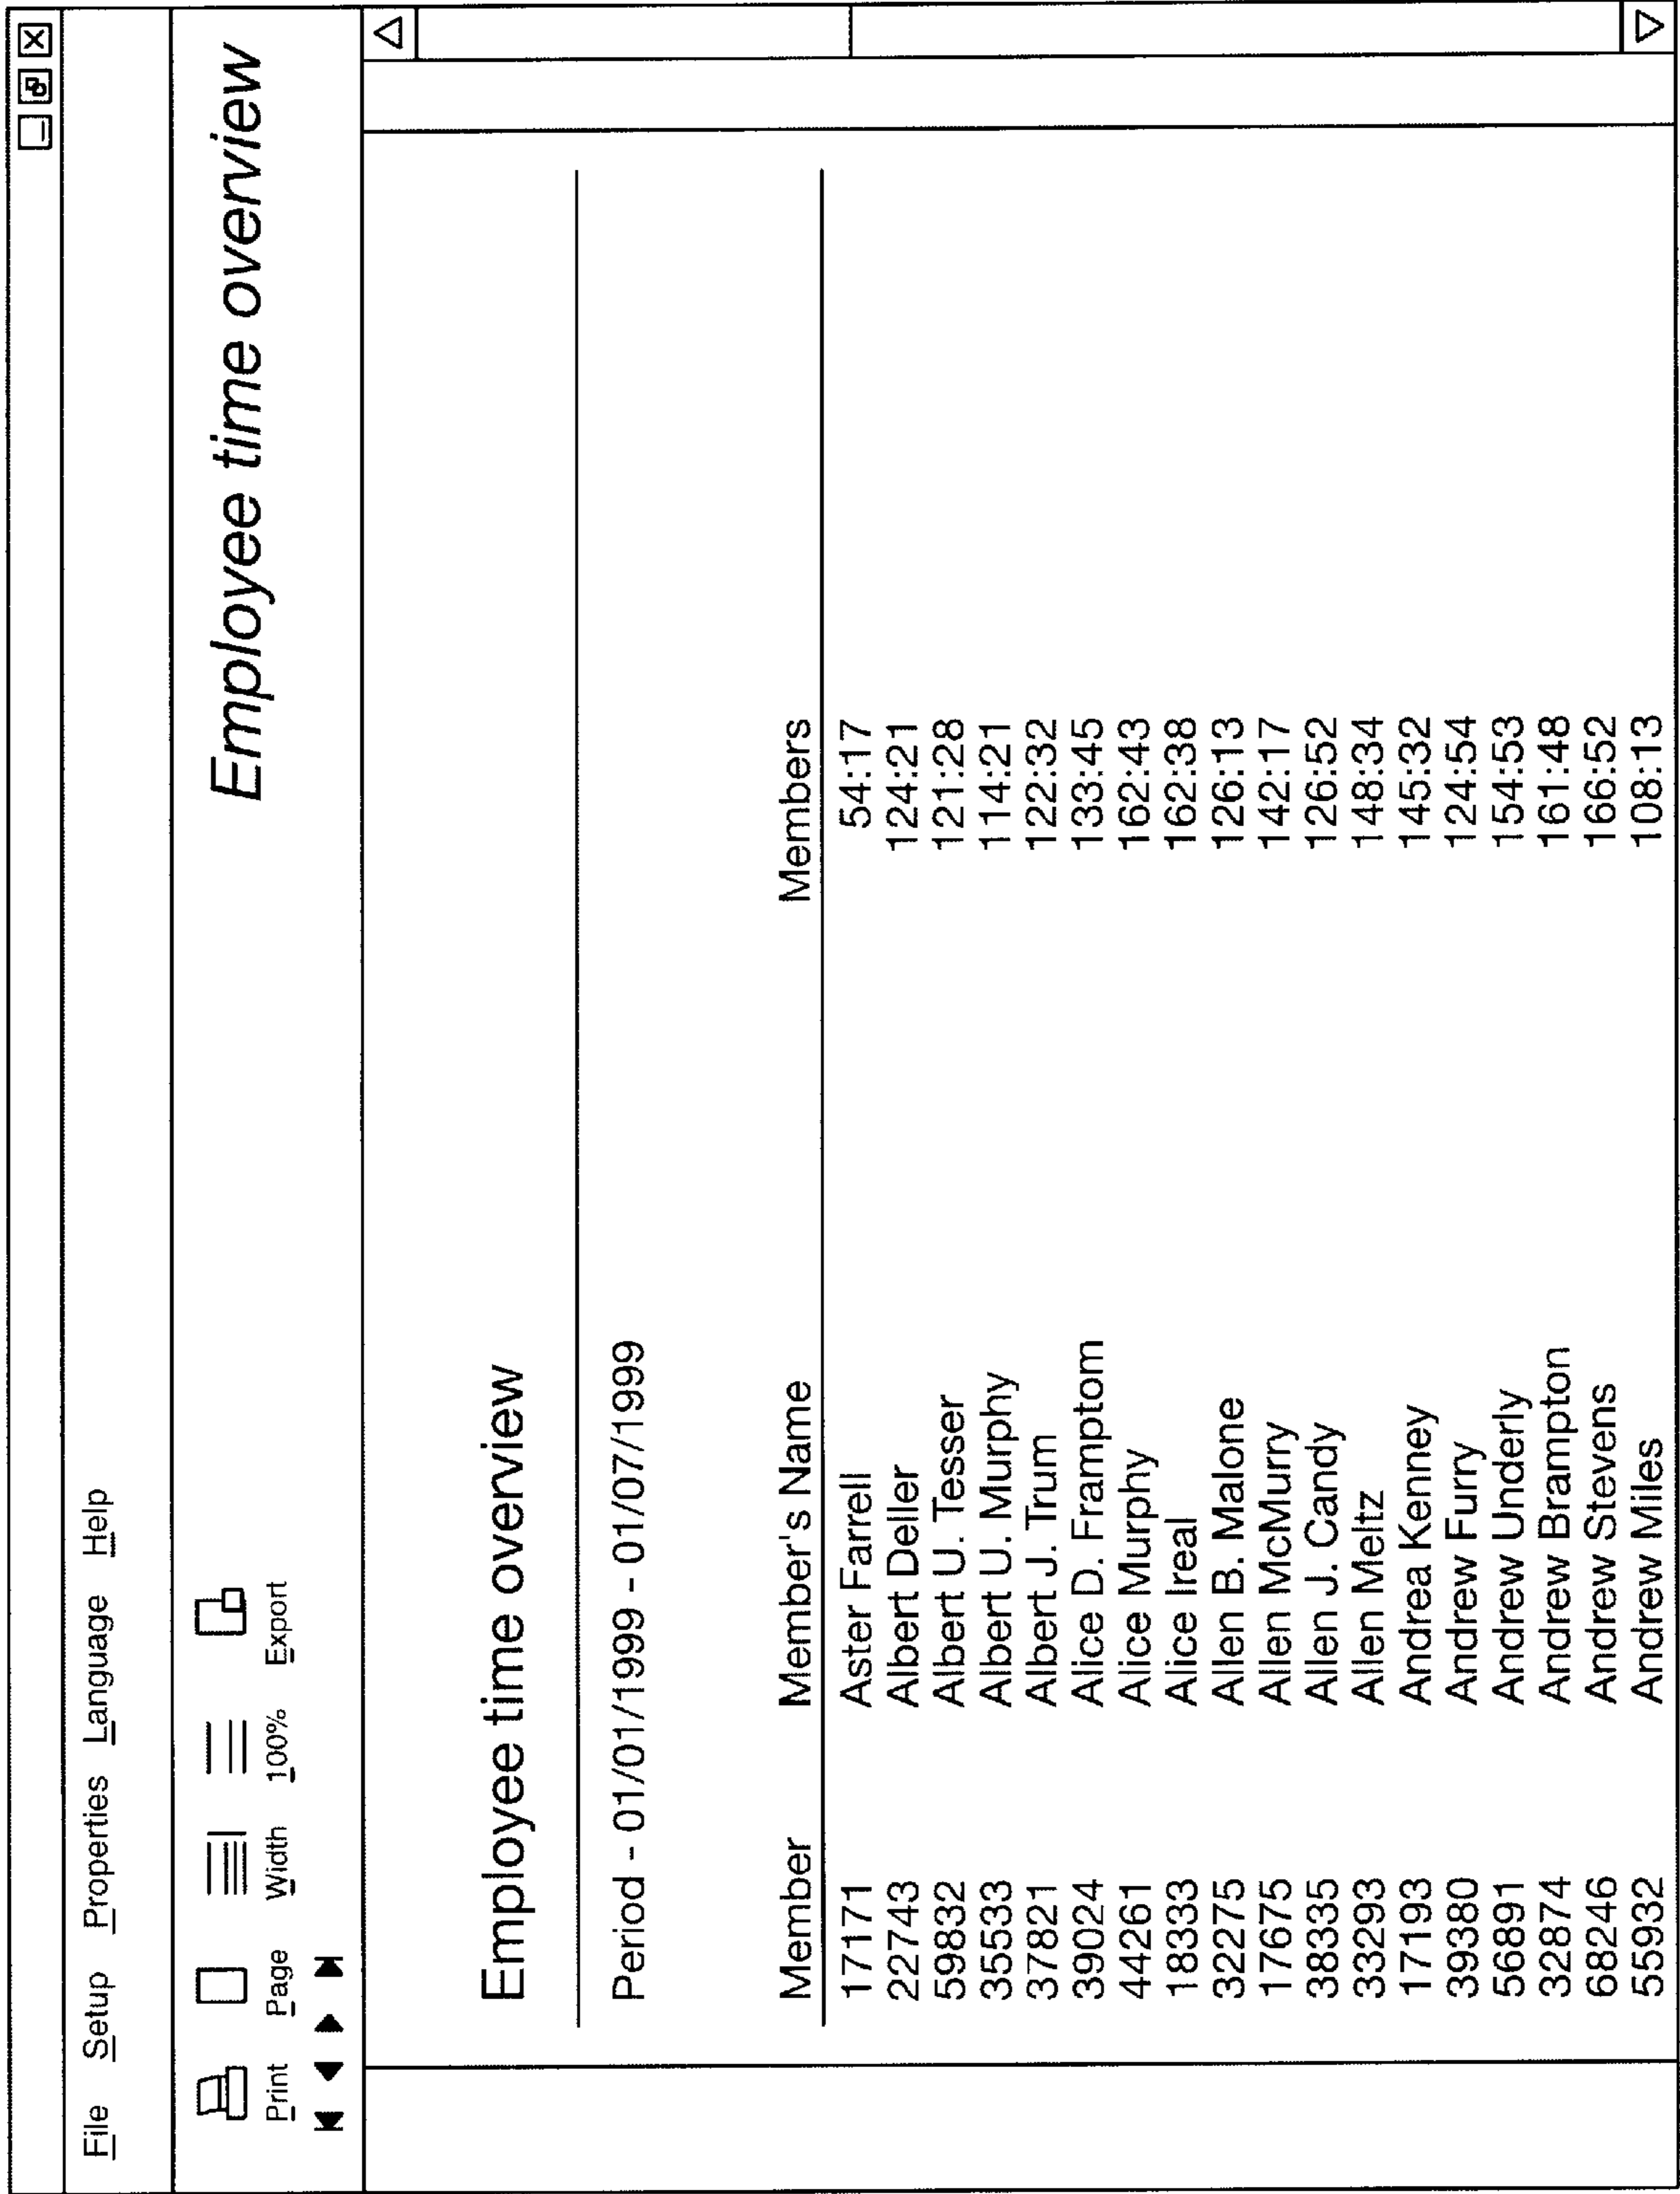 File Setup Properties Language Help
Print Page Width 100% Export
Employee time overview
Employee time overview
Period - 01/01/1999 - 01/07/1999
Member Member's Name Members
17171 Aster Farrell 54:17
22743 Albert Deller 124:21
59832 Albert U. Tesser 121:28
35533 Albert U. Murphy 114:21
37821 Albert J. Trum 122:32
39024 Alice D. Framptom 133:45
44261 Alice Murphy 162:43
18333 Alice Ireal 162:38
32275 Allen B. Malone 126:13
17675 Allen McMurry 142:17
38335 Allen J. Candy 126:52
33293 Allen Meltz 148:34
17193 Andrea Kenney 145:32
39380 Andrew Furry 124:54
56891 Andrew Underly 154:53
32874 Andrew Brampton 161:48
68246 Andrew Stevens 166:52
55932 Andrew Miles 108:13